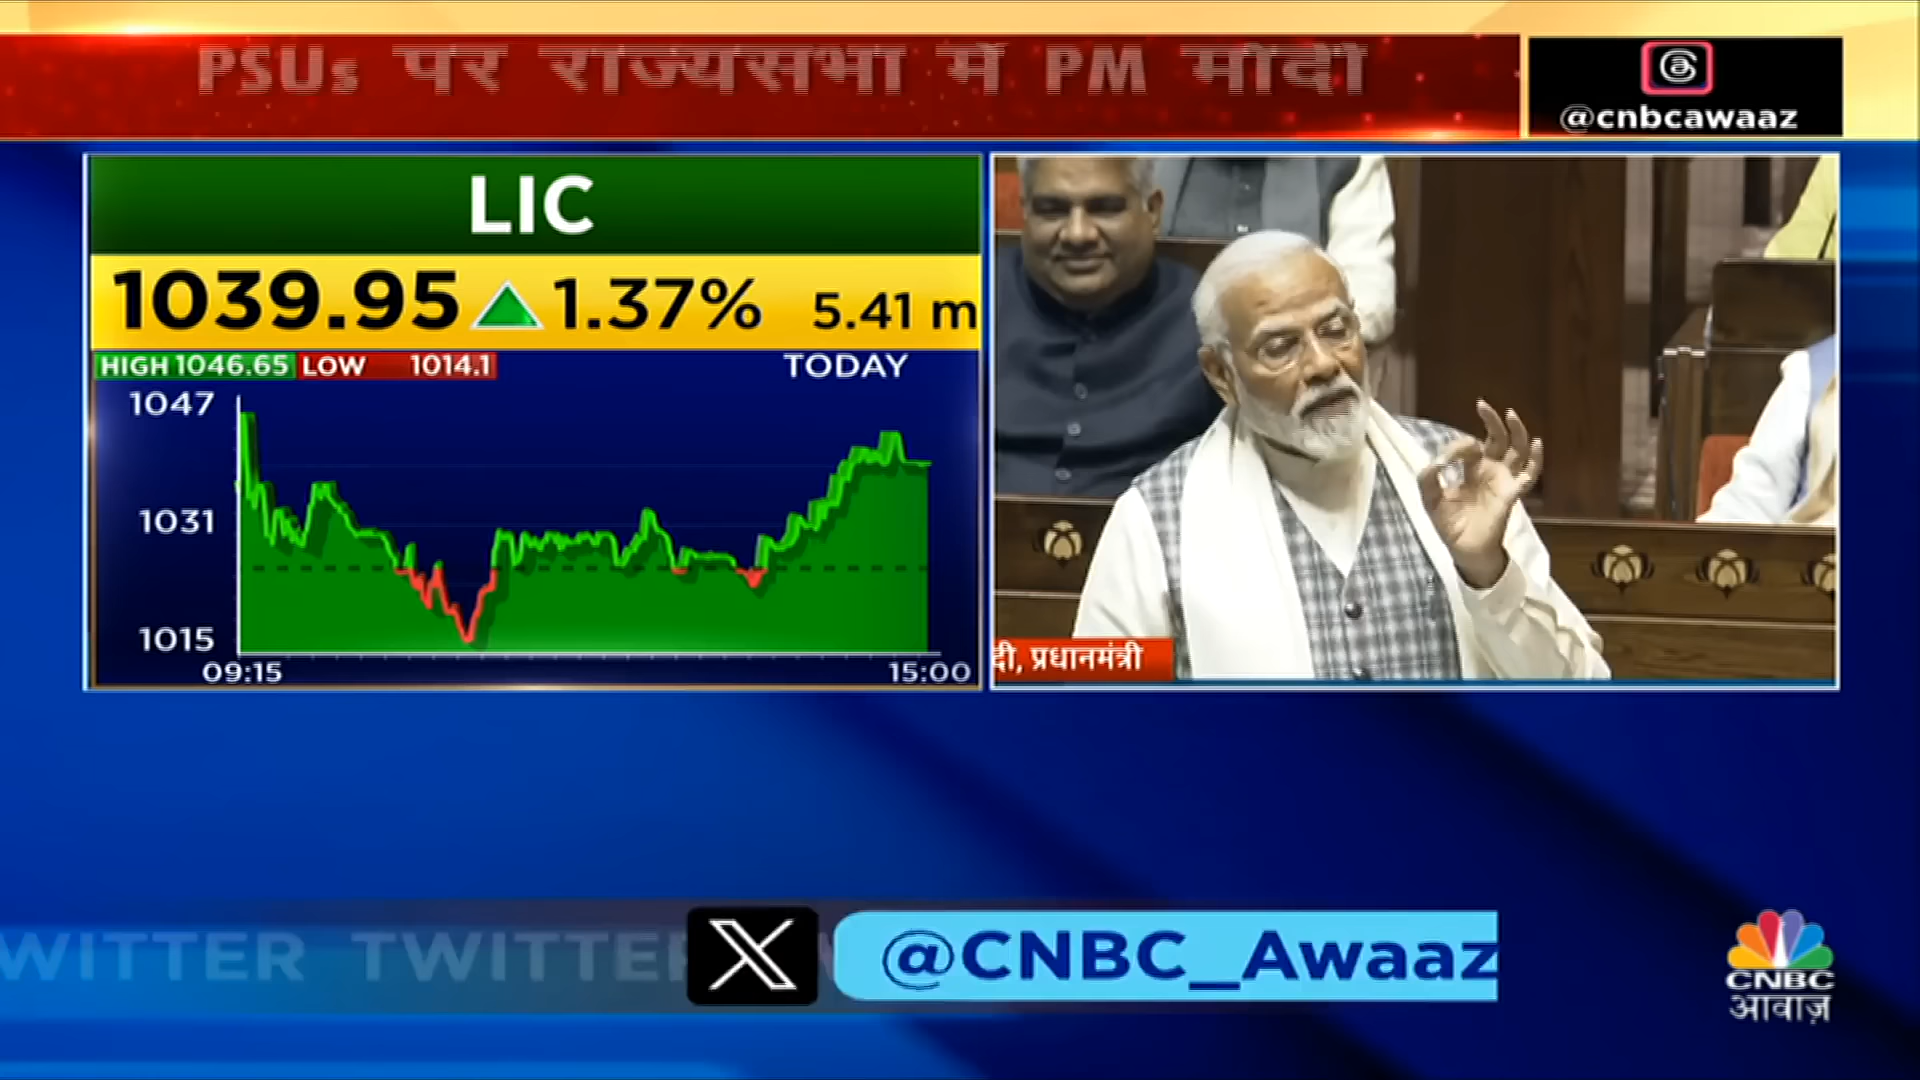 PSUs पर राज्यसभा में PM मोदी
@cnbcawaaz
LIC
1039.95 1.37% 5.41 m
HIGH 1046.65 LOW 1014.1 TODAY
1047
1031
1015
09:15 15:00
दी, प्रधानमंत्री
WITTER TWITTER
@CNBC_Awaaz
CNBC
आवाज़